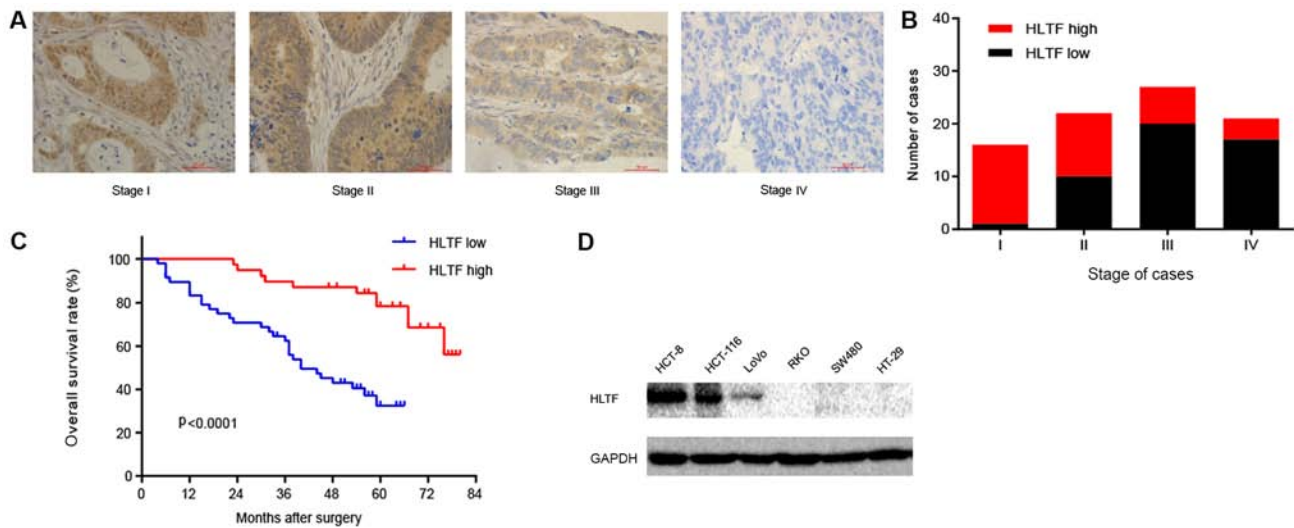 A
Stage I
Stage II
Stage III
Stage IV
B
HLTF high
HLTF low
Number of cases
40
30
20
10
0
I
II
III
IV
Stage of cases
C
HLTF low
HLTF high
Overall survival rate (%)
100
80
60
40
20
0
P<0.0001
0 12 24 36 48 60 72 84
Months after surgery
D
HCT-8 HCT-116 LoVo RKO SW480 HT-29
HLTF
GAPDH